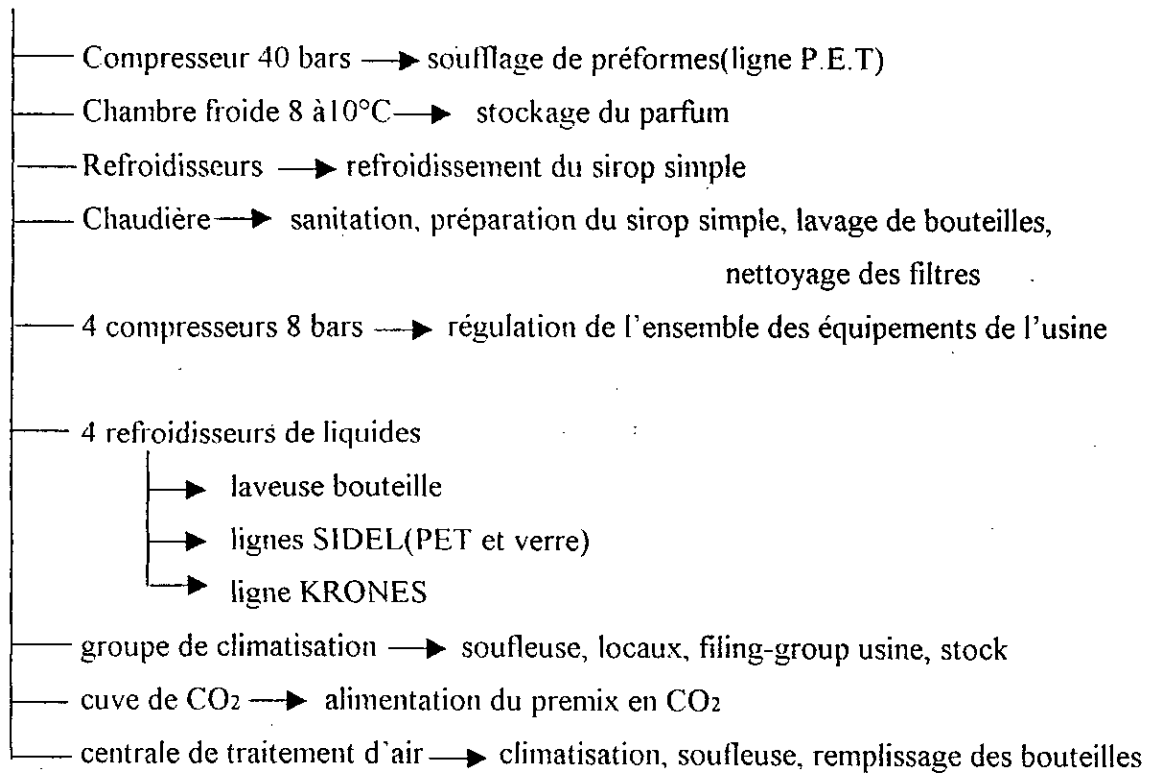 Compresseur 40 bars → soufflage de préformes(ligne P.E.T)
Chambre froide 8 à10°C → stockage du parfum
Refroidisseurs → refroidissement du sirop simple
Chaudière → sanitation, préparation du sirop simple, lavage de bouteilles,
nettoyage des filtres
4 compresseurs 8 bars → régulation de l'ensemble des équipements de l'usine
4 refroidisseurs de liquides
→ laveuse bouteille
→ lignes SIDEL(PET et verre)
→ ligne KRONES
groupe de climatisation → soufleuse, locaux, filing-group usine, stock
cuve de CO₂ → alimentation du premix en CO₂
centrale de traitement d'air → climatisation, soufleuse, remplissage des bouteilles